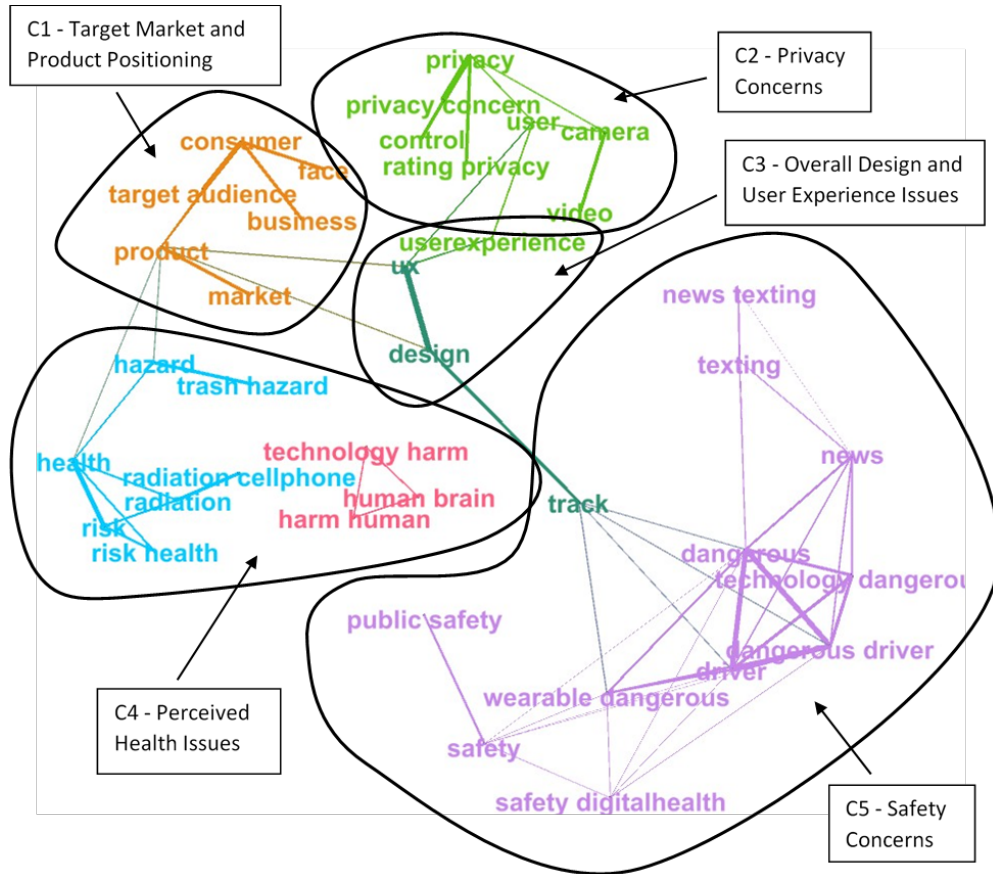 C1 - Target Market and
Product Positioning
C2 - Privacy
Concerns
C3 - Overall Design and
User Experience Issues
privacy
privacy concern
user
camera
control
rating privacy
video
consumer
face
target audience
business
product
market
userexperience
ux
design
news texting
texting
news
hazard
trash hazard
health
radiation cellphone
radiation
risk
risk health
technology harm
human brain
harm human
track
dangerous
technology dangerou
dangerous driver
driver
public safety
wearable dangerous
safety
safety digitalhealth
C4 - Perceived
Health Issues
C5 - Safety
Concerns